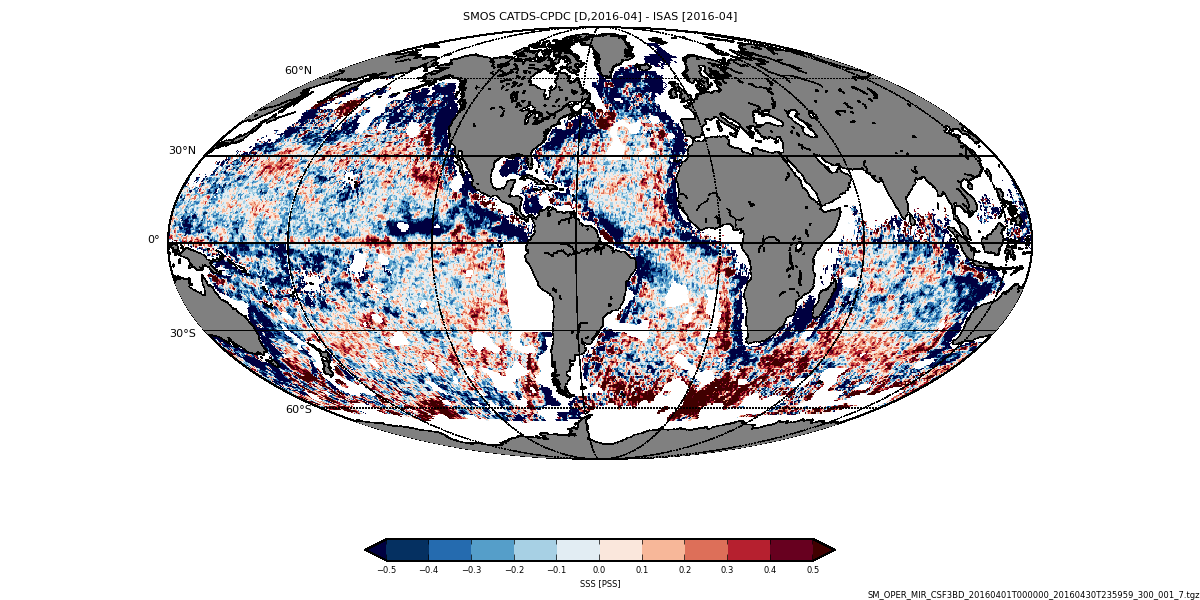 SMOS CATDS-CPDC [D,2016-04] - ISAS [2016-04]
60°N
30°N
0°
30°S
60°S
−0.5 −0.4 −0.3 −0.2 −0.1 0.0 0.1 0.2 0.3 0.4 0.5
SSS [PSS]
SM_OPER_MIR_CSF3BD_20160401T000000_20160430T235959_300_001_7.tgz